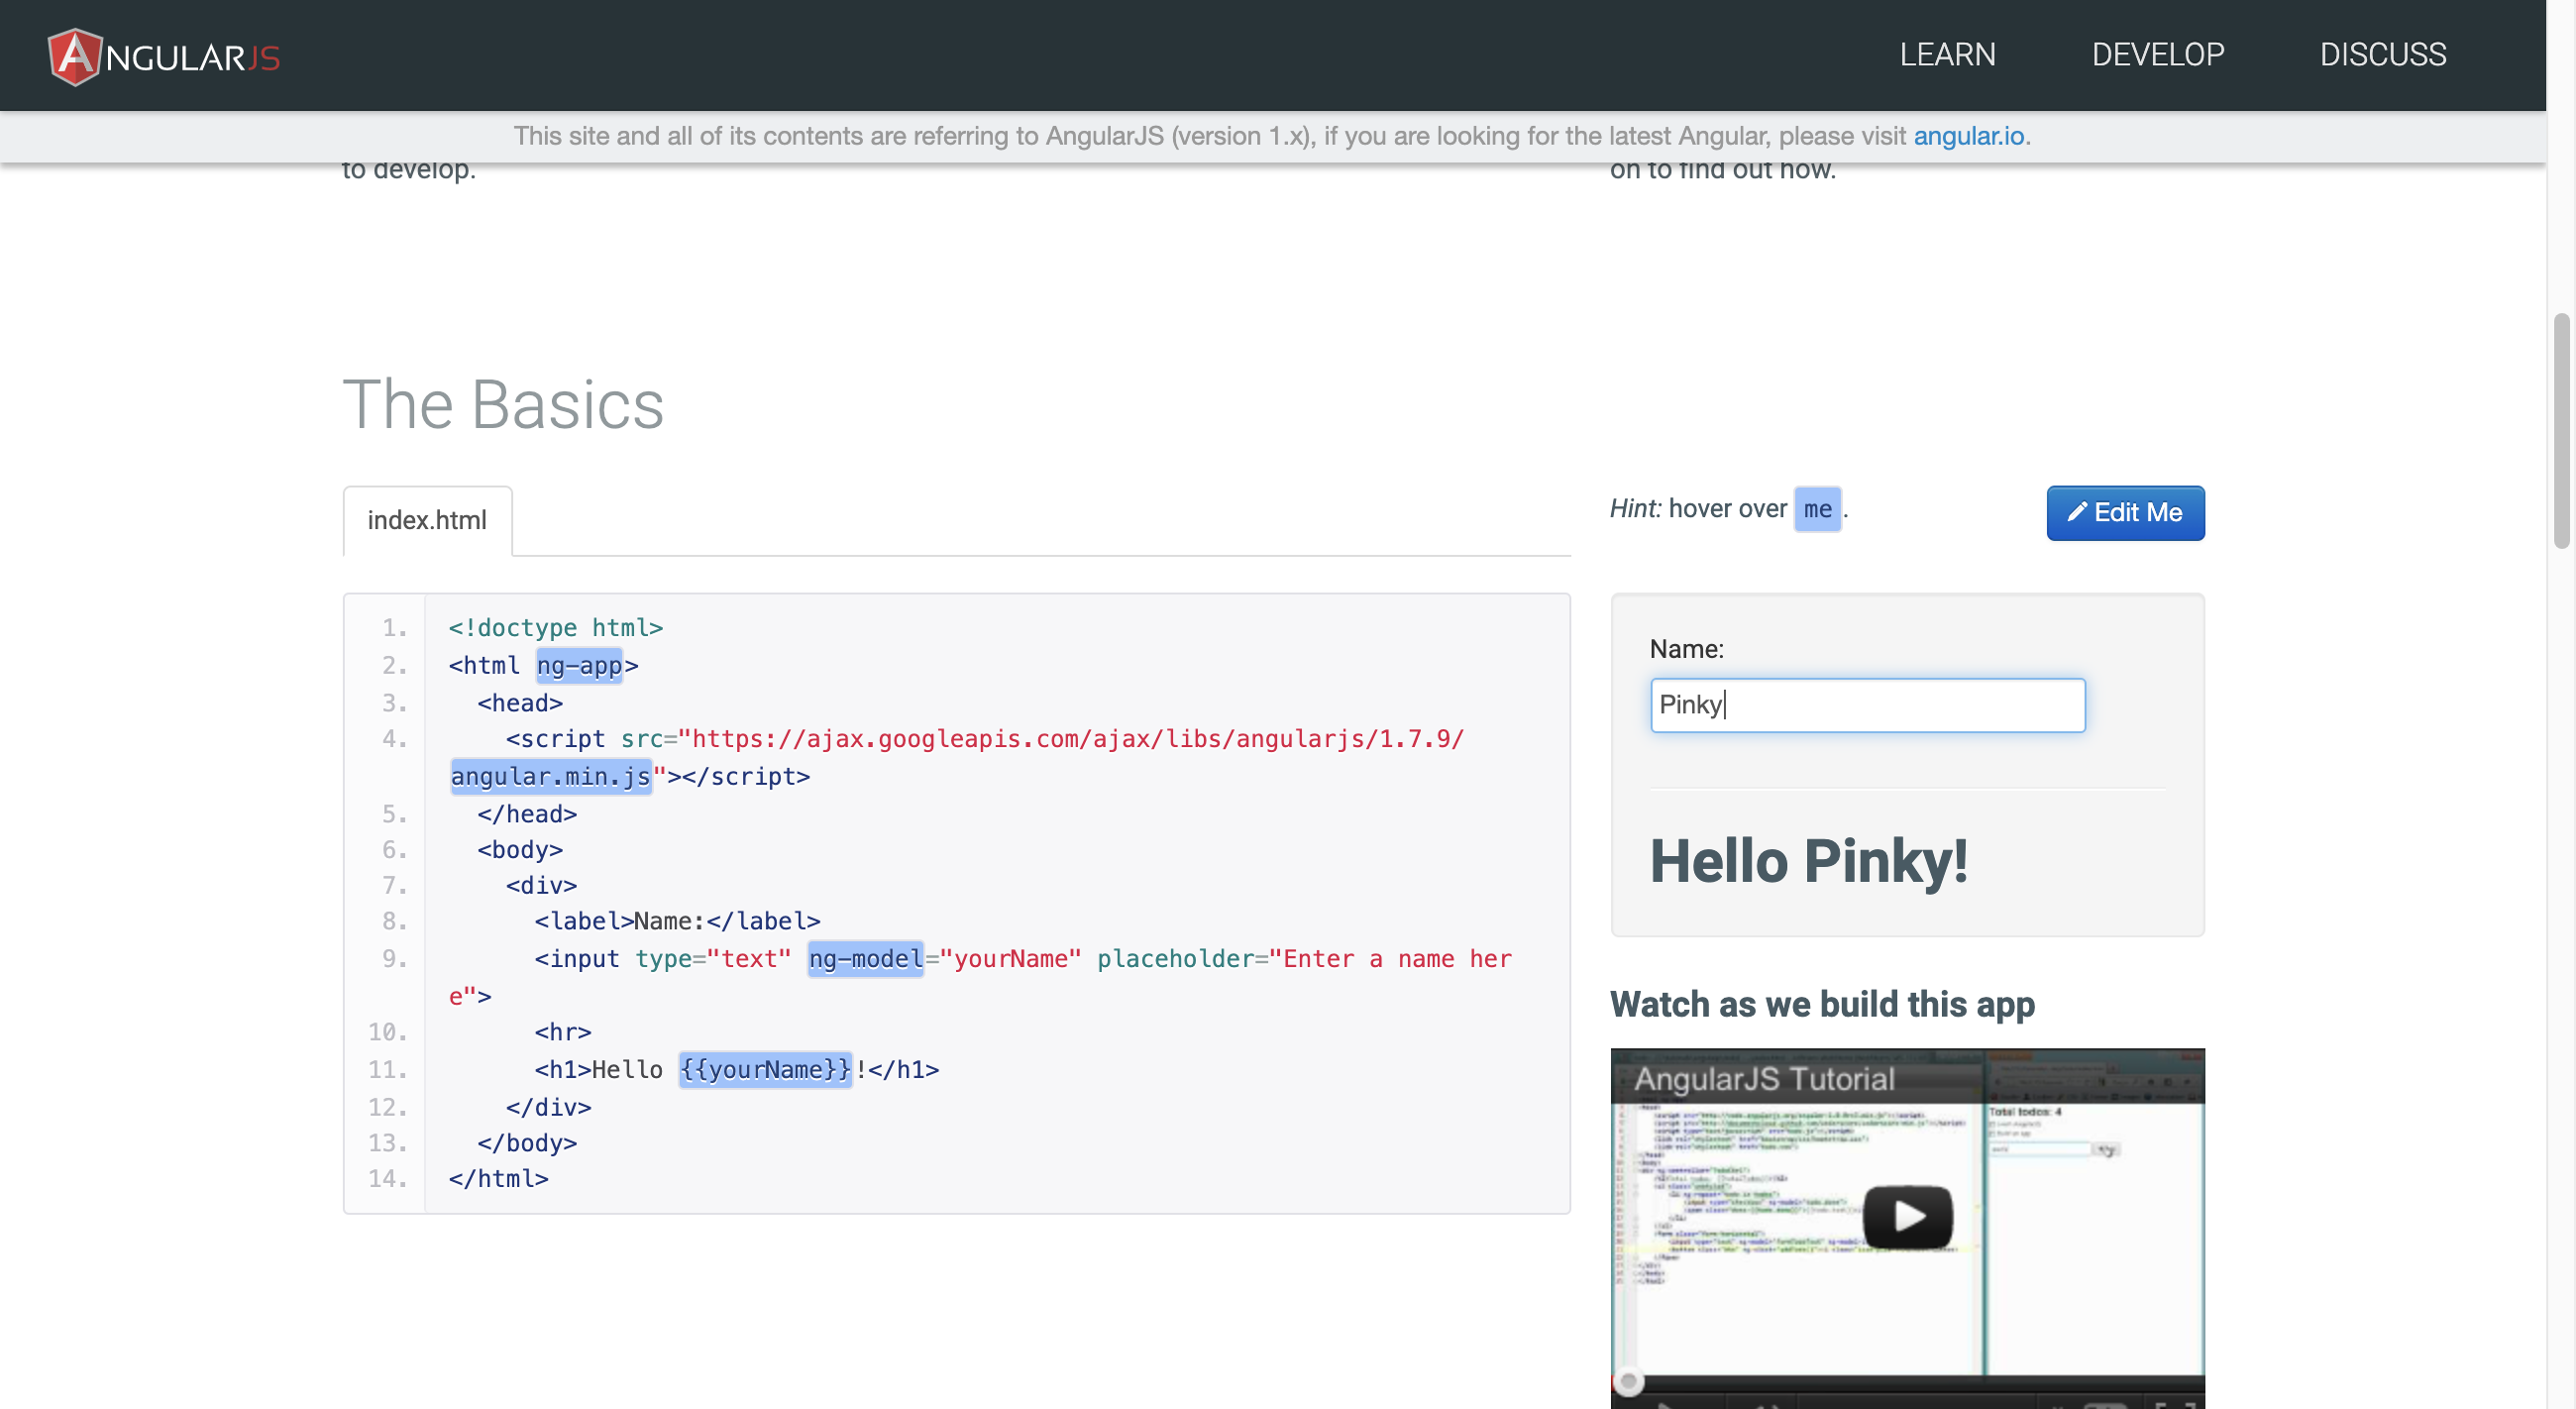 NGULARJS
LEARN DEVELOP DISCUSS
This site and all of its contents are referring to AngularJS (version 1.x), if you are looking for the latest Angular, please visit angular.io.
to develop.
on to find out how.
The Basics
index.html
Hint: hover over me .
Edit Me
1. <!doctype html>
2. <html ng-app>
3.   <head>
4.     <script src="https://ajax.googleapis.com/ajax/libs/angularjs/1.7.9/
angular.min.js"></script>
5.   </head>
6.   <body>
7.     <div>
8.       <label>Name:</label>
9.       <input type="text" ng-model="yourName" placeholder="Enter a name her
e">
10.       <hr>
11.       <h1>Hello {{yourName}}!</h1>
12.     </div>
13.   </body>
14. </html>
Name:
Pinky
Hello Pinky!
Watch as we build this app
AngularJS Tutorial
Total todos: 4